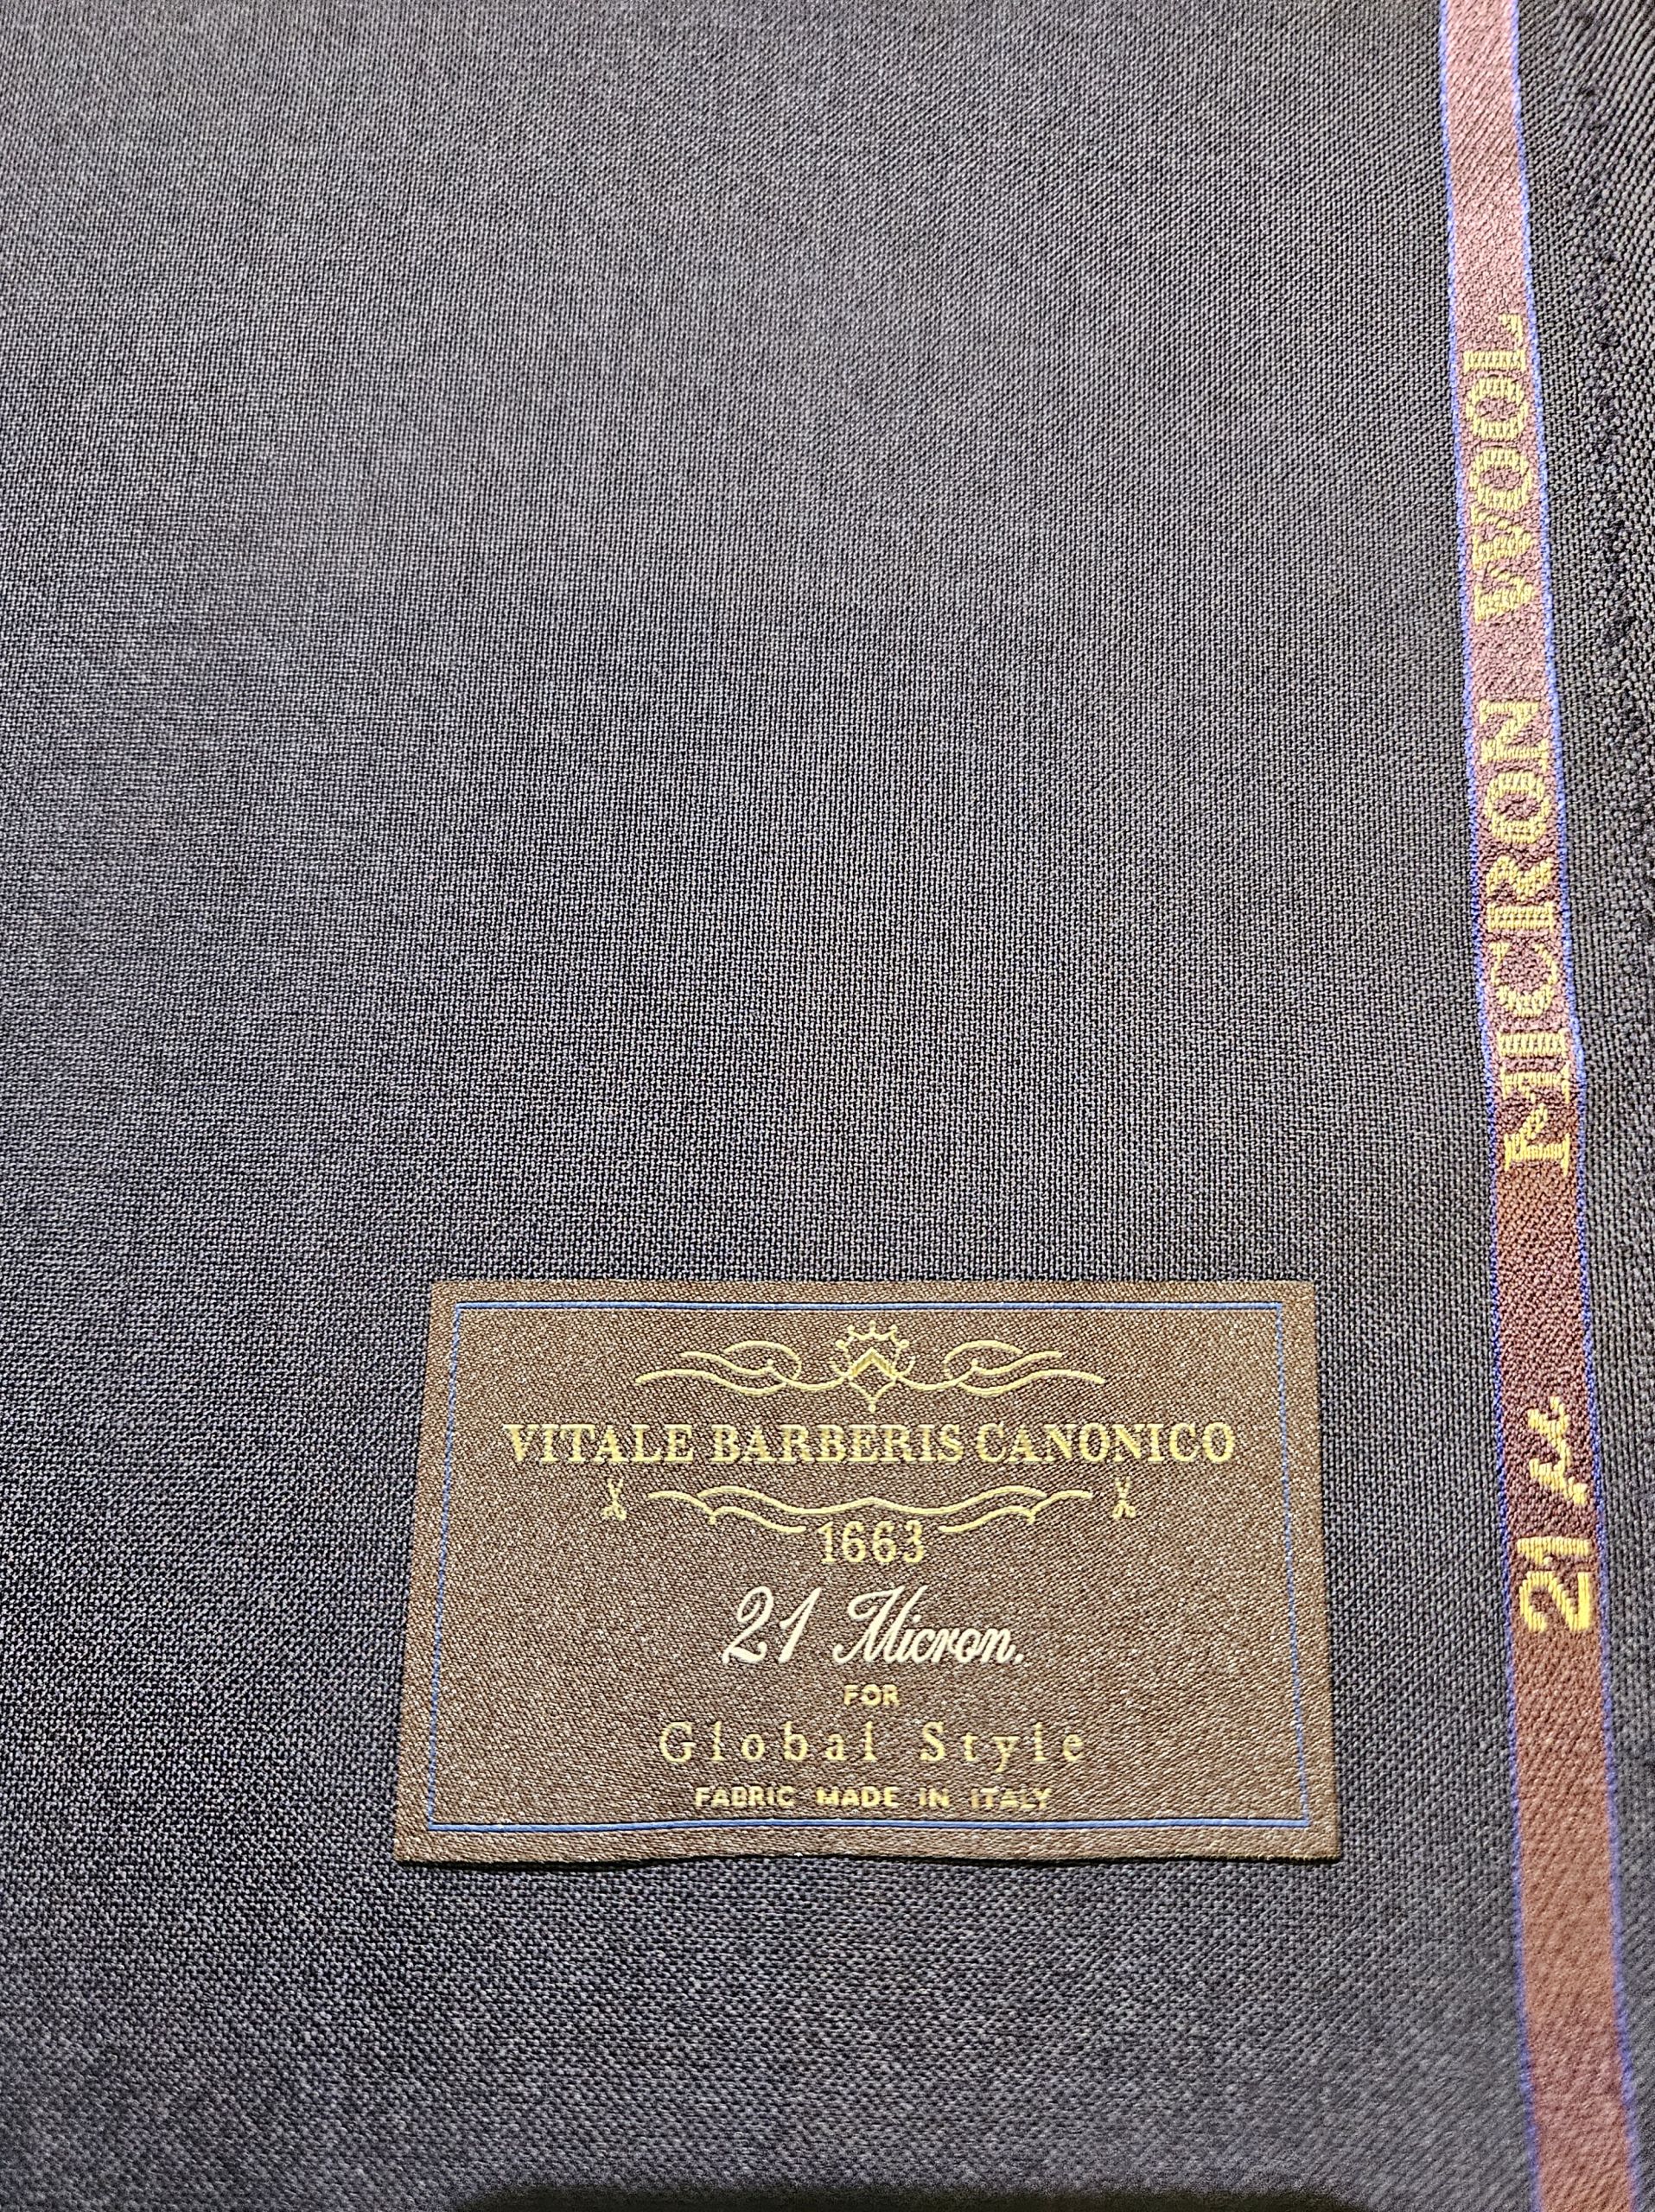 VITALE BARBERIS CANONICO
1663
21 Micron.
FOR
Global Style
FABRIC MADE IN ITALY
21 μ MICRON WOOL